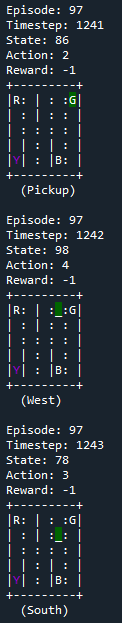 Episode: 97
Timestep: 1241
State: 86
Action: 2
Reward: -1
+---------+
|R: | : :G|
| : | : : |
| : : : : |
| | : | : |
|Y| : |B: |
+---------+
(Pickup)
Episode: 97
Timestep: 1242
State: 98
Action: 4
Reward: -1
+---------+
|R: | :_:G|
| : | : : |
| : : : : |
| | : | : |
|Y| : |B: |
+---------+
(West)
Episode: 97
Timestep: 1243
State: 78
Action: 3
Reward: -1
+---------+
|R: | : :G|
| : | :_: |
| : : : : |
| | : | : |
|Y| : |B: |
+---------+
(South)